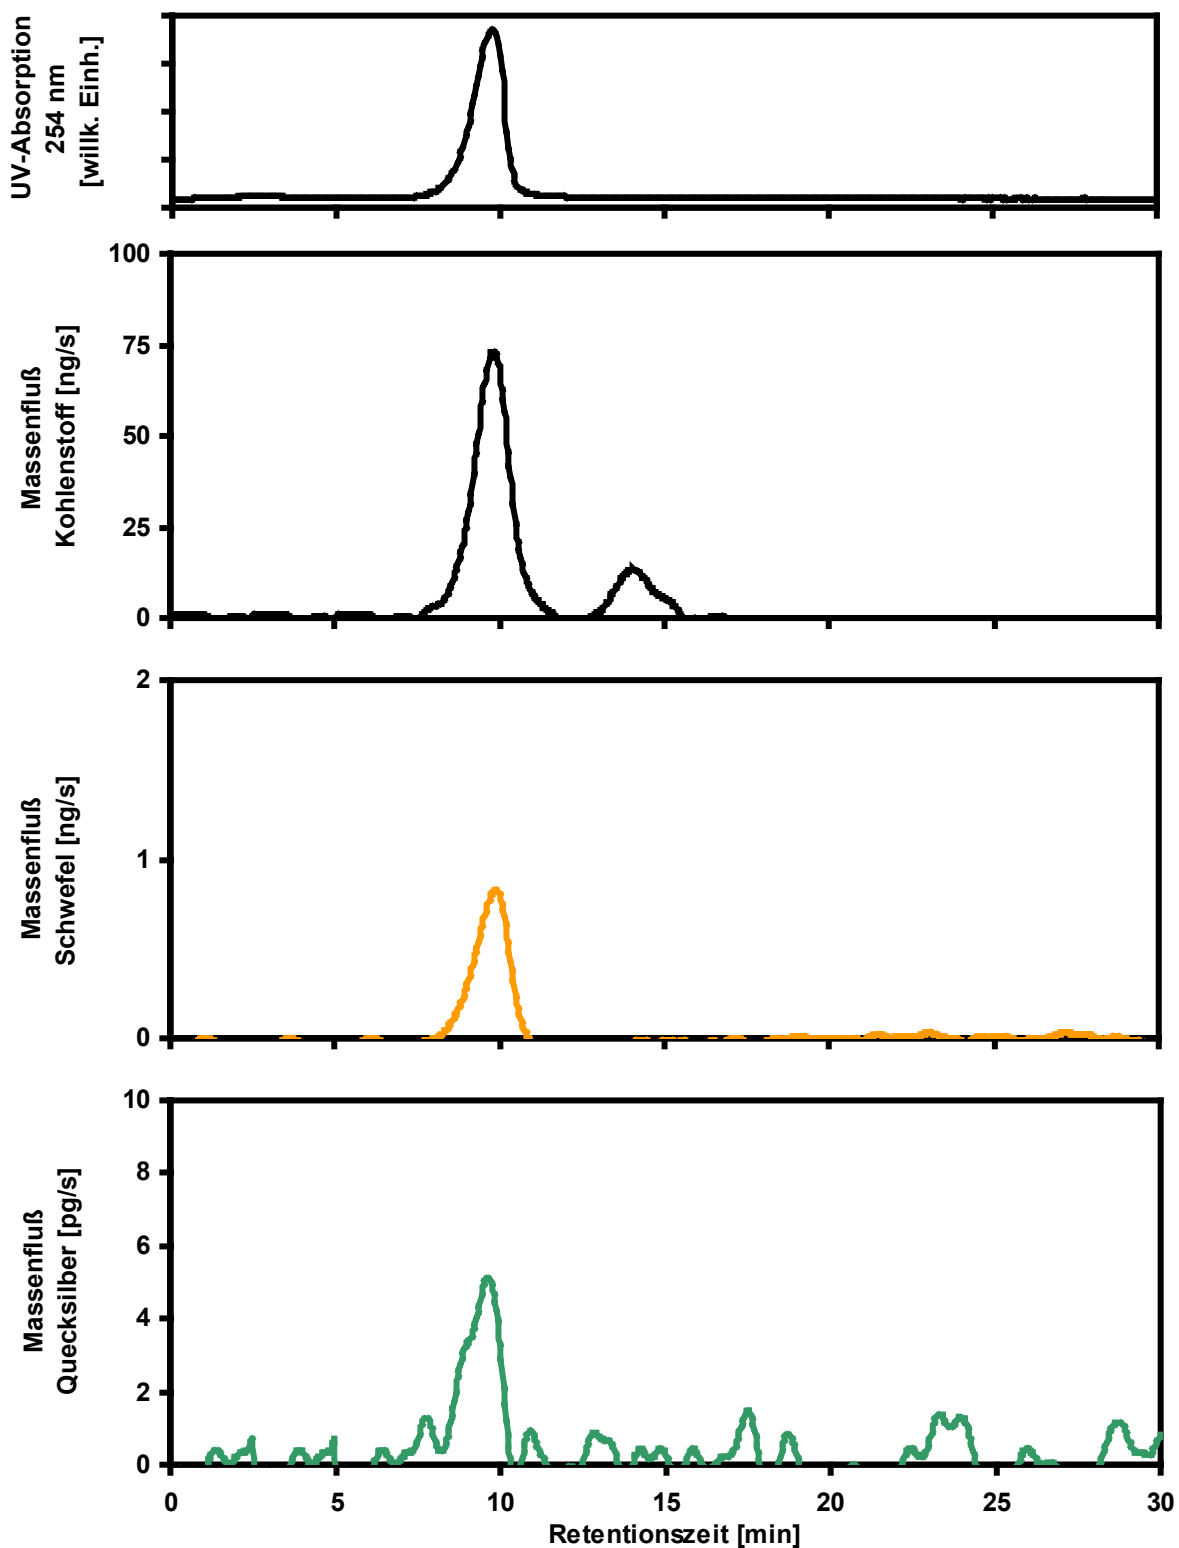 UV-Absorption
254 nm
[willk. Einh.]
Massenfluß
Kohlenstoff [ng/s]
100
75
50
25
0
Massenfluß
Schwefel [ng/s]
2
1
0
Massenfluß
Quecksilber [pg/s]
10
8
6
4
2
0
0 5 10 15 20 25 30
Retentionszeit [min]